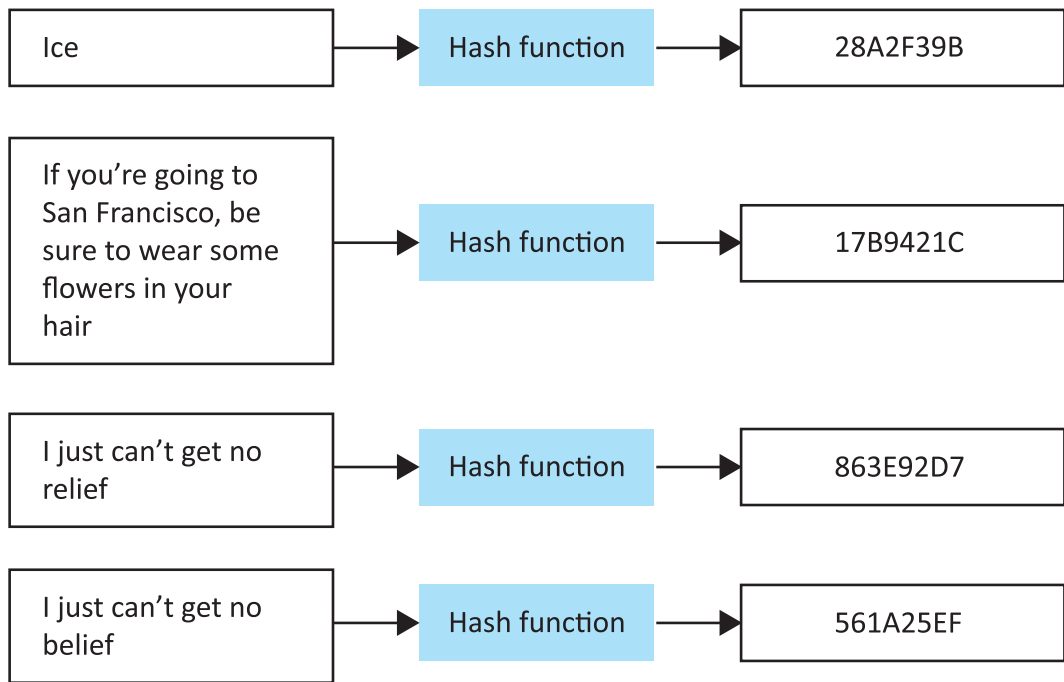 Ice
Hash function
28A2F39B
If you’re going to
San Francisco, be
sure to wear some
flowers in your
hair
Hash function
17B9421C
I just can’t get no
relief
Hash function
863E92D7
I just can’t get no
belief
Hash function
561A25EF